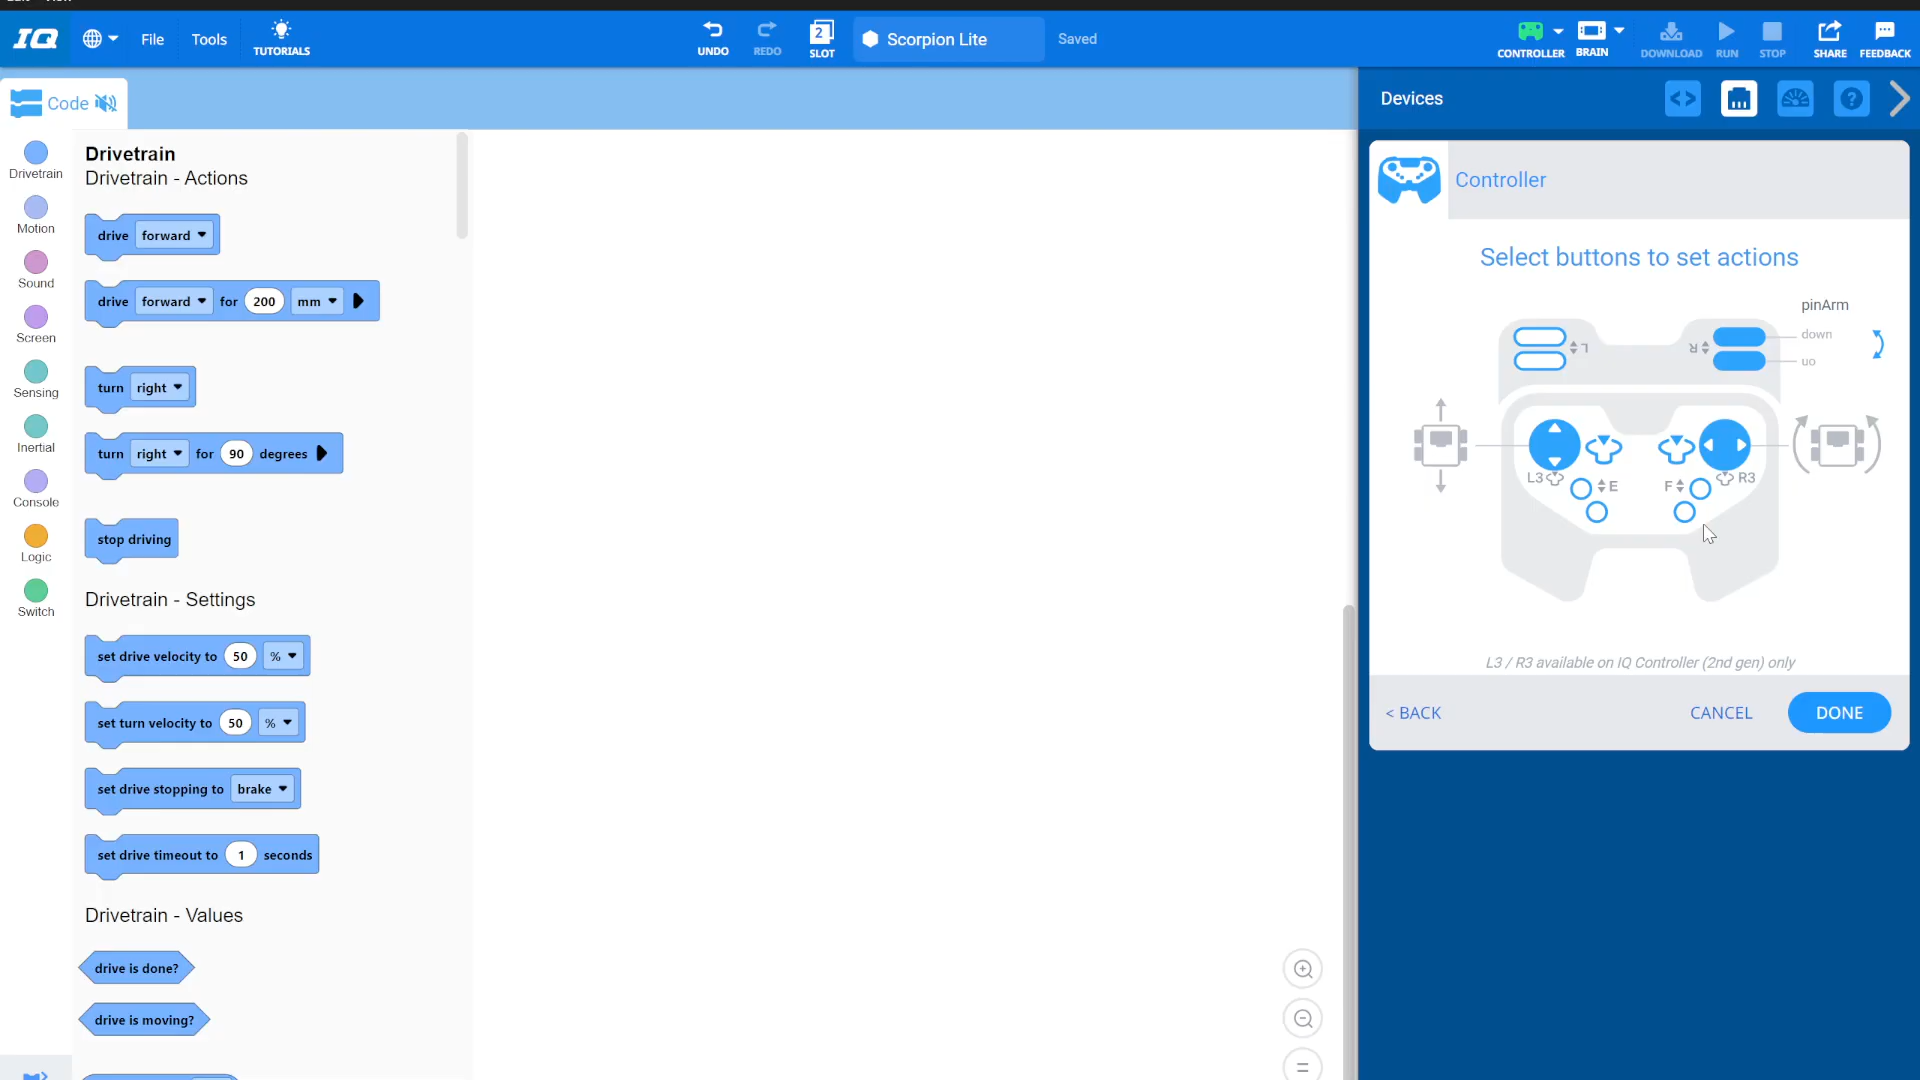 IQ
File
Tools
TUTORIALS
UNDO
REDO
2
SLOT
Scorpion Lite
Saved
CONTROLLER
BRAIN
DOWNLOAD
RUN
STOP
SHARE
FEEDBACK
Code
Devices
Drivetrain
Motion
Sound
Screen
Sensing
Inertial
Console
Logic
Switch
Drivetrain
Drivetrain - Actions
drive forward
drive forward for 200 mm
turn right
turn right for 90 degrees
stop driving
Drivetrain - Settings
set drive velocity to 50 %
set turn velocity to 50 %
set drive stopping to brake
set drive timeout to 1 seconds
Drivetrain - Values
drive is done?
drive is moving?
Controller
Select buttons to set actions
pinArm
down
uo
L
R
L3
E
F
R3
L3 / R3 available on IQ Controller (2nd gen) only
< BACK
CANCEL
DONE